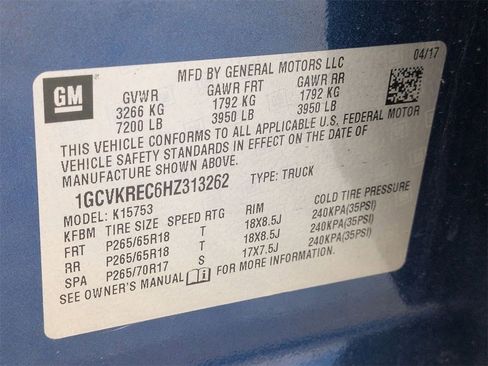 MFD BY GENERAL MOTORS LLC 04/17
GM
GVWR GAWR FRT GAWR RR
3266 KG 1792 KG 1792 KG
7200 LB 3950 LB 3950 LB
THIS VEHICLE CONFORMS TO ALL APPLICABLE U.S. FEDERAL MOTOR
VEHICLE SAFETY STANDARDS IN EFFECT ON THE DATE OF
MANUFACTURE SHOWN ABOVE.
1GCVKREC6HZ313262 TYPE: TRUCK
MODEL: K15753
KFBM TIRE SIZE SPEED RTG RIM COLD TIRE PRESSURE
FRT P265/65R18 T 18X8.5J 240KPA(35PSI)
RR P265/65R18 T 18X8.5J 240KPA(35PSI)
SPA P265/70R17 S 17X7.5J 240KPA(35PSI)
SEE OWNER'S MANUAL FOR MORE INFORMATION.